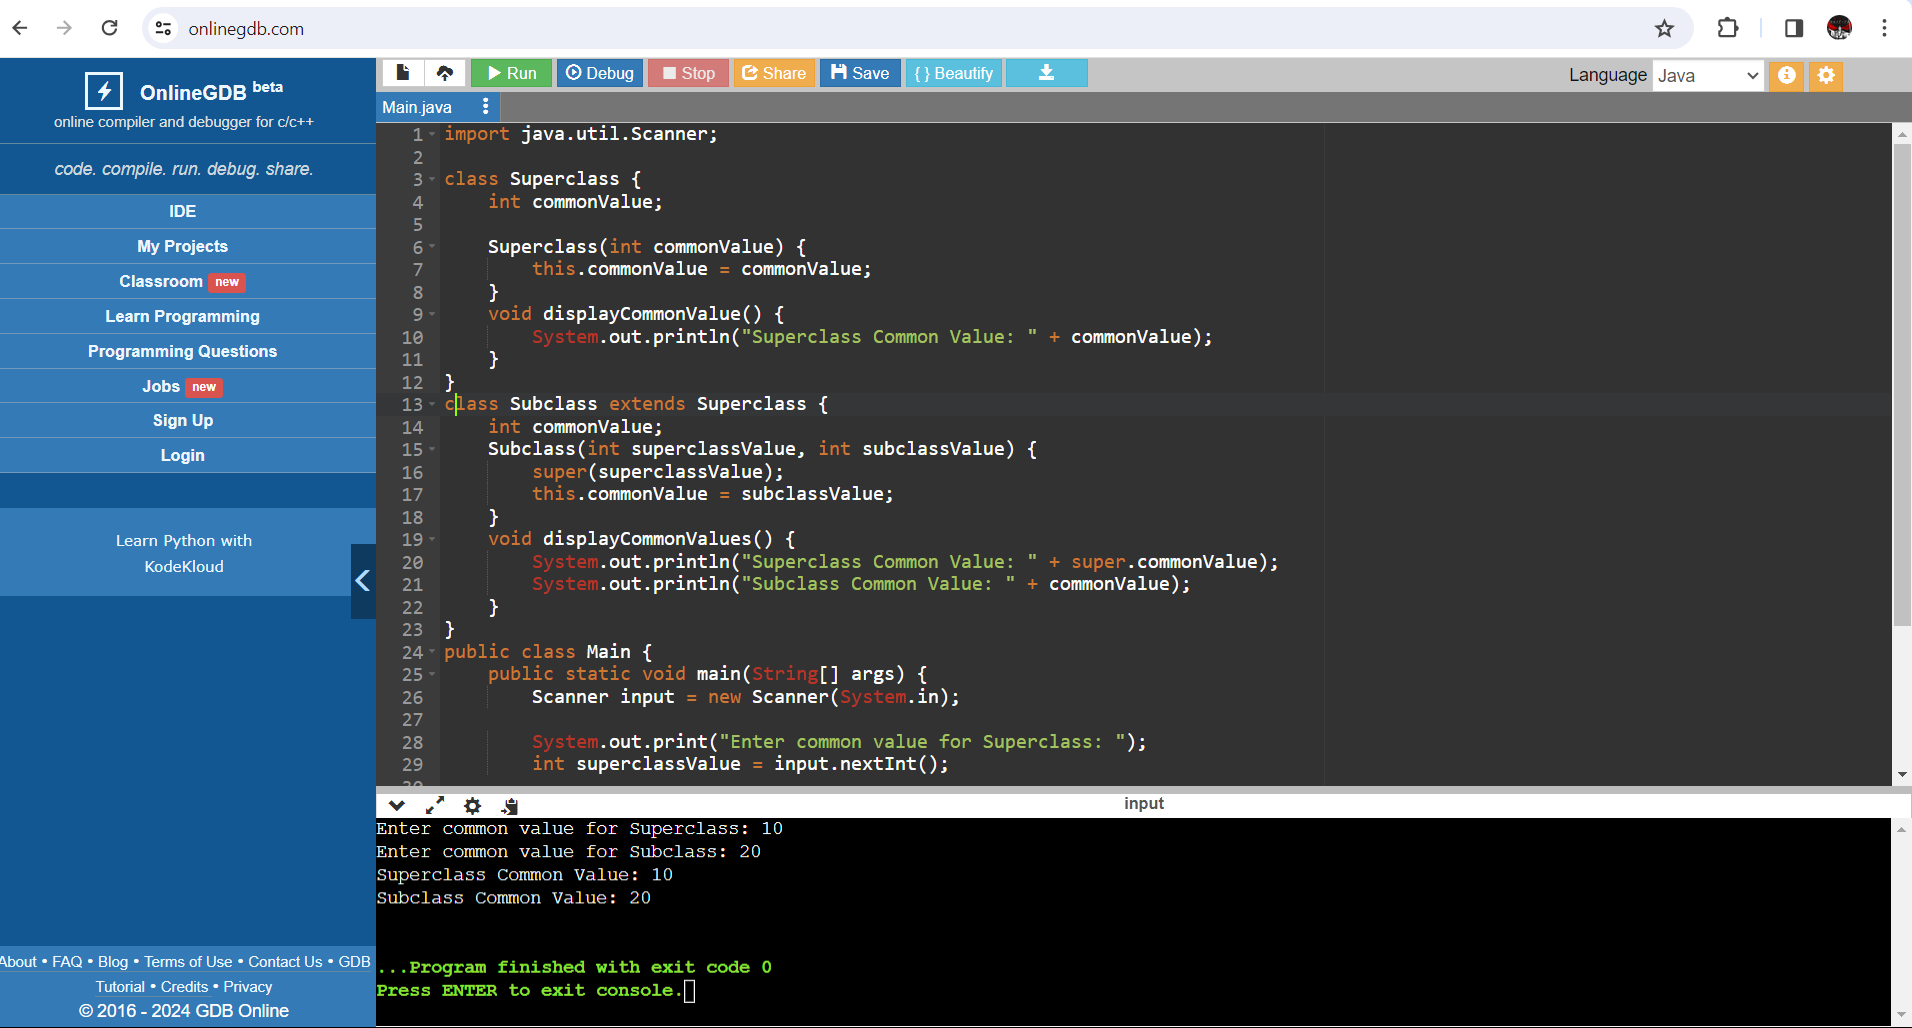 onlinegdb.com
OnlineGDB beta
online compiler and debugger for c/c++
code. compile. run. debug. share.
IDE
My Projects
Classroom new
Learn Programming
Programming Questions
Jobs new
Sign Up
Login
Learn Python with
KodeKloud
About • FAQ • Blog • Terms of Use • Contact Us • GDB
Tutorial • Credits • Privacy
© 2016 - 2024 GDB Online
Run Debug Stop Share Save { } Beautify Language Java
Main.java
1 import java.util.Scanner;
2
3 class Superclass {
4     int commonValue;
5
6     Superclass(int commonValue) {
7         this.commonValue = commonValue;
8     }
9     void displayCommonValue() {
10         System.out.println("Superclass Common Value: " + commonValue);
11     }
12 }
13 class Subclass extends Superclass {
14     int commonValue;
15     Subclass(int superclassValue, int subclassValue) {
16         super(superclassValue);
17         this.commonValue = subclassValue;
18     }
19     void displayCommonValues() {
20         System.out.println("Superclass Common Value: " + super.commonValue);
21         System.out.println("Subclass Common Value: " + commonValue);
22     }
23 }
24 public class Main {
25     public static void main(String[] args) {
26         Scanner input = new Scanner(System.in);
27
28         System.out.print("Enter common value for Superclass: ");
29         int superclassValue = input.nextInt();
input
Enter common value for Superclass: 10
Enter common value for Subclass: 20
Superclass Common Value: 10
Subclass Common Value: 20
...Program finished with exit code 0
Press ENTER to exit console.